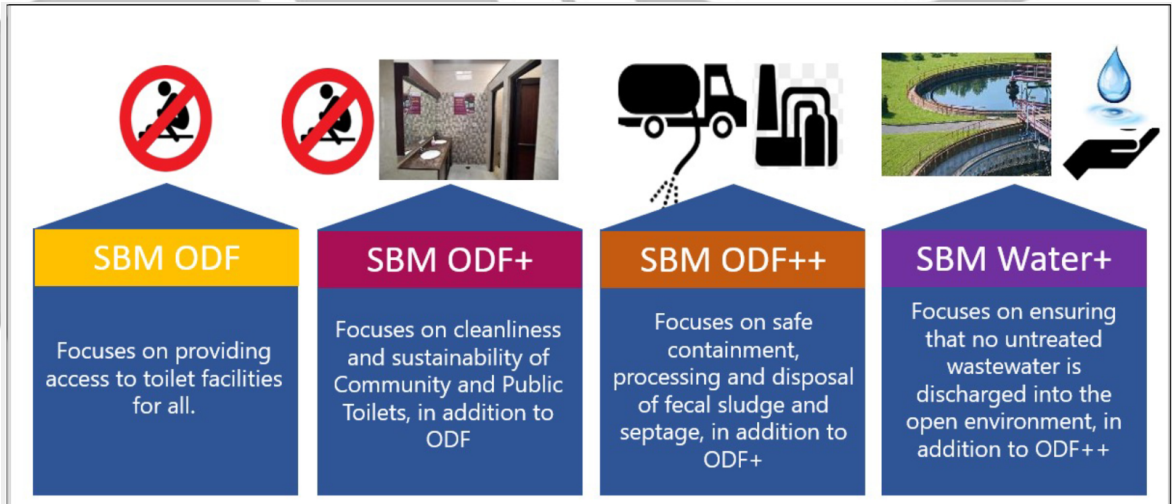 SBM ODF
Focuses on providing
access to toilet facilities
for all.
SBM ODF+
Focuses on cleanliness
and sustainability of
Community and Public
Toilets, in addition to
ODF
SBM ODF++
Focuses on safe
containment,
processing and disposal
of fecal sludge and
septage, in addition to
ODF+
SBM Water+
Focuses on ensuring
that no untreated
wastewater is
discharged into the
open environment, in
addition to ODF++